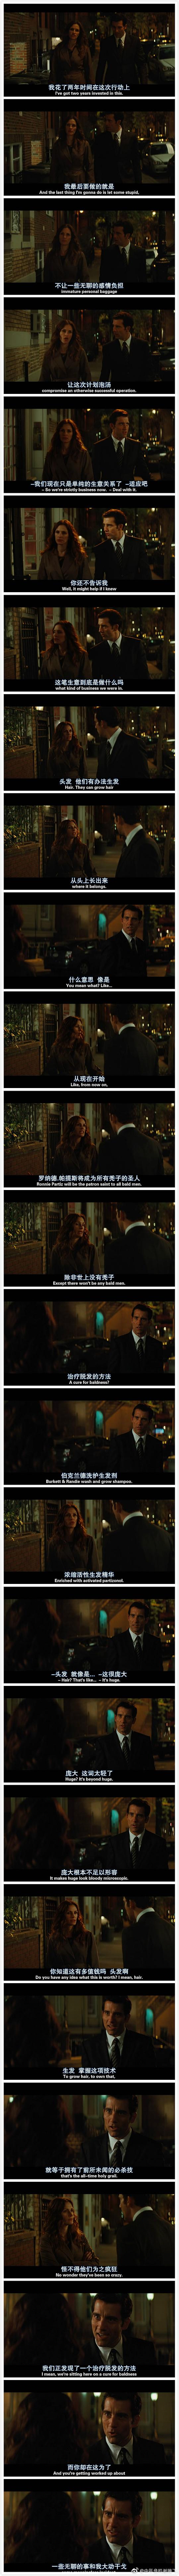 我花了两年时间在这次行动上
I've got two years invested in this.
我最后要做的就是
And the last thing I'm gonna do is let some stupid,
不让一些无聊的感情负担
immature personal baggage
让这次计划泡汤
compromise an otherwise successful operation.
-我们现在只是单纯的生意关系了 -适应吧
- So we're strictly business now. - Deal with it.
你还不告诉我
Well, it might help if I knew
这笔生意到底是做什么吗
what kind of business we were in.
头发 他们有办法生发
Hair. They can grow hair
从头上长出来
where it belongs.
什么意思 像是
You mean what? Like...
从现在开始
Like, from now on,
罗纳德.帕提斯将成为所有秃子的圣人
Ronnie Partiz will be the patron saint to all bald men.
除非世上没有秃子
Except there won't be any bald men.
治疗脱发的方法
A cure for baldness?
伯克兰德洗护生发剂
Burkett & Randle wash and grow shampoo.
浓缩活性生发精华
Enriched with activated partizonol.
-头发 就像是... -这很庞大
- Hair? That's like... - It's huge.
庞大 这词太轻了
Huge? It's beyond huge.
庞大根本不足以形容
It makes huge look bloody microscopic.
你知道这有多值钱吗 头发啊
Do you have any idea what this is worth? I mean, hair.
生发 掌握这项技术
To grow hair, to own that,
就等于拥有了前所未闻的必杀技
that's the all-time holy grail.
怪不得他们为之疯狂
No wonder they've been so crazy.
我们正发现了一个治疗脱发的方法
I mean, we're sitting here on a cure for baldness
而你却在这为了
And you're getting worked up about
一些无聊的事和我大动干戈